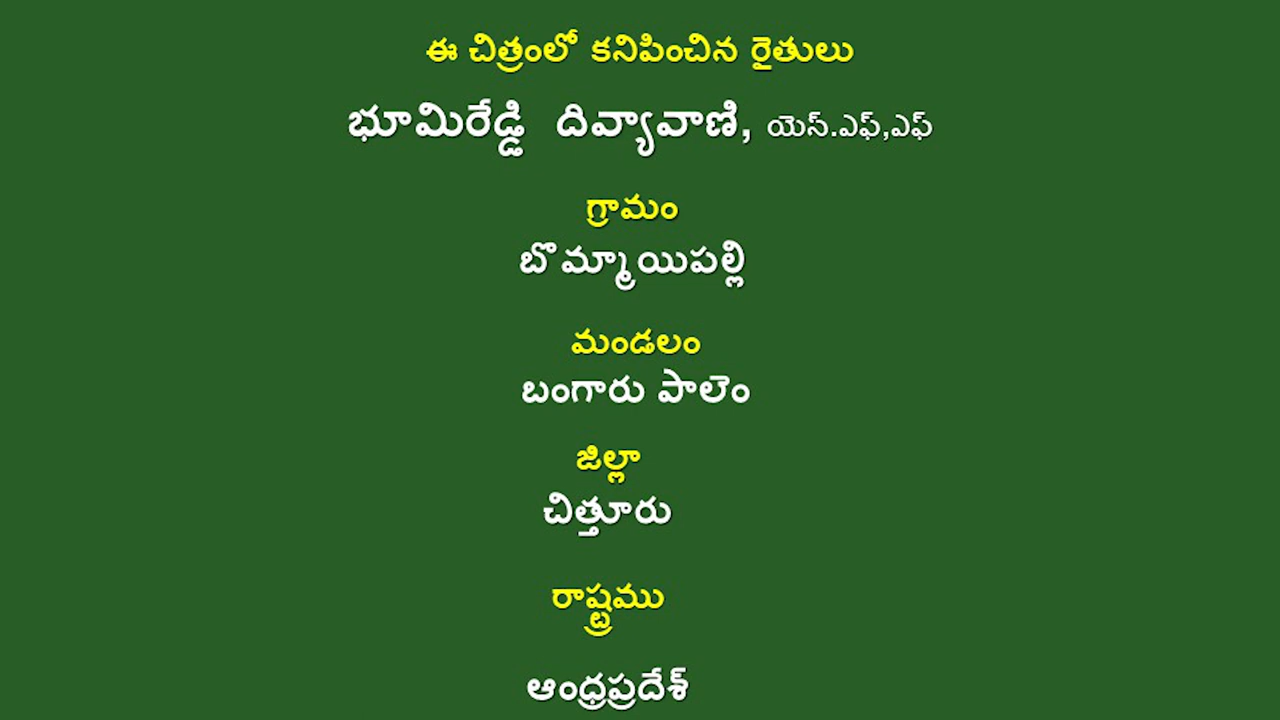 ఈ చిత్రంలో కనిపించిన రైతులు
భూమిరేడ్డి దివ్యావాణి, యెస్.ఎఫ్,ఎఫ్
గ్రామం
బొమ్మాయిపల్లి
మండలం
బంగారు పాలెం
జిల్లా
చిత్తూరు
రాష్ట్రము
ఆంధ్రప్రదేశ్